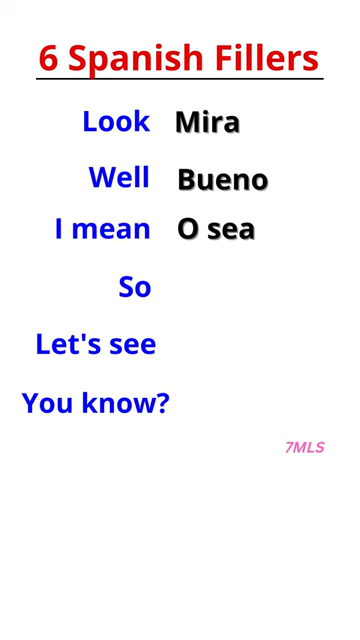 6 Spanish Fillers
Look Mira
Well Bueno
I mean O sea
So
Let's see
You know?
7MLS